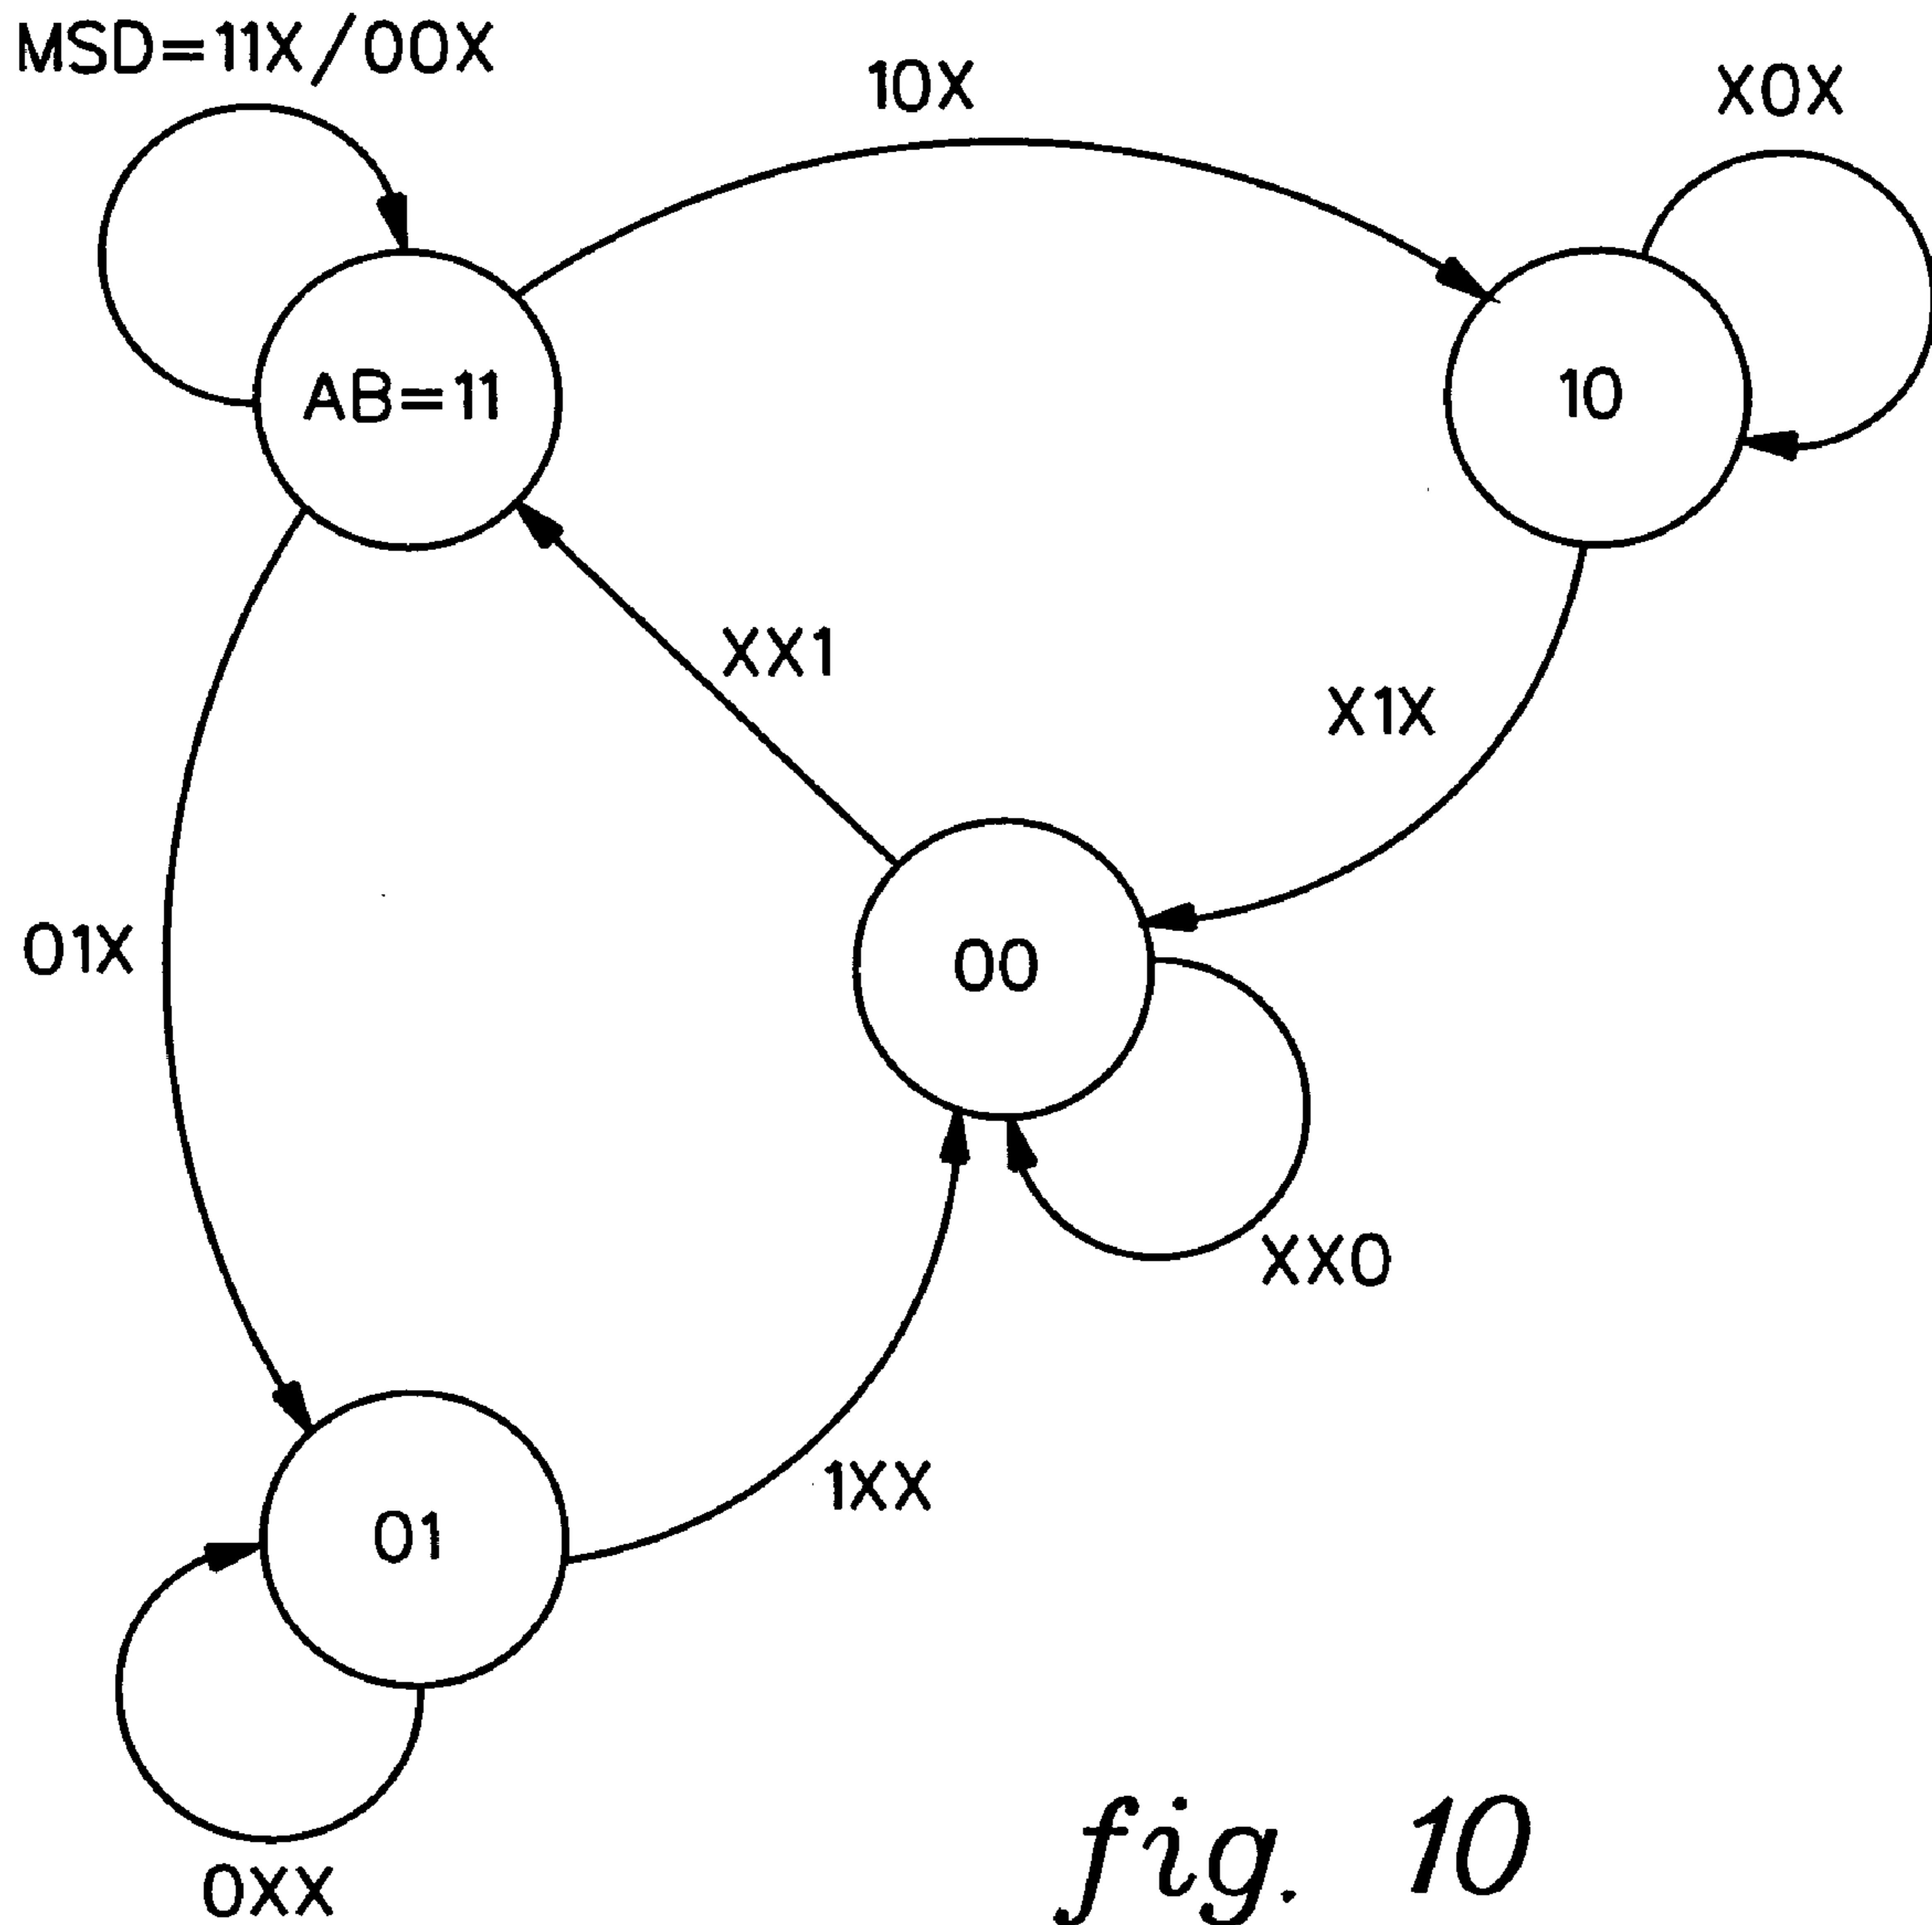 MSD=11X/00X
10X
X0X
AB=11
10
XX1
X1X
01X
00
XX0
1XX
01
0XX
fig. 10